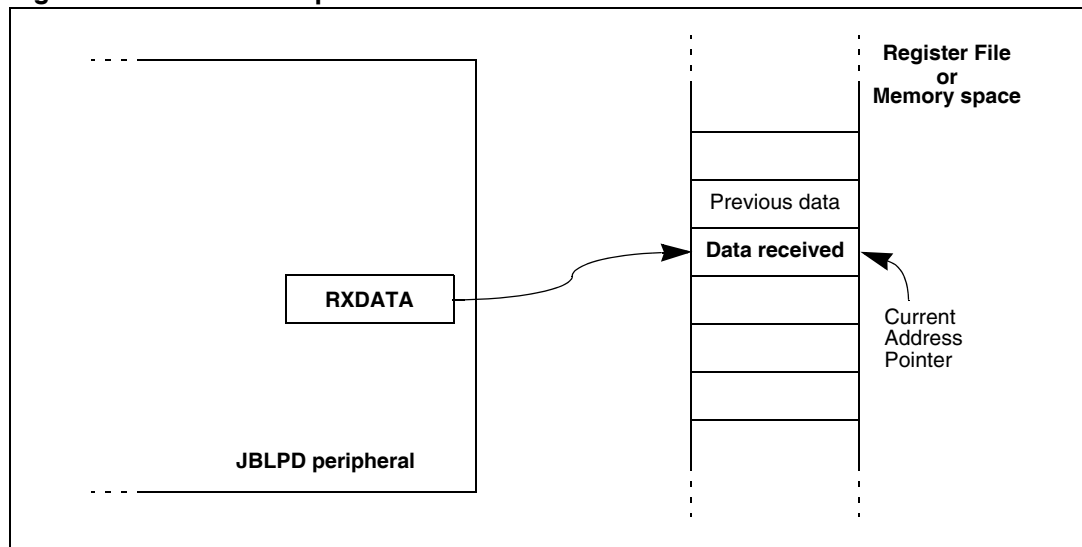 Register File
or
Memory space
Previous data
Data received
RXDATA
Current
Address
Pointer
JBLPD peripheral